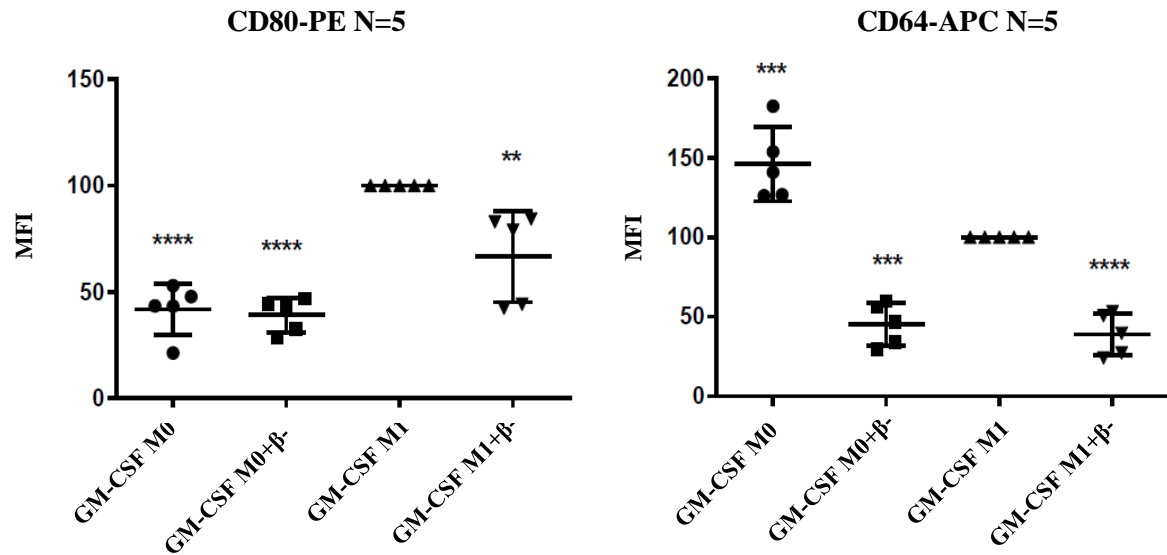 CD80-PE N=5
MFI
150
100
50
0
****
****
**
GM-CSF M0
GM-CSF M0+β-
GM-CSF M1
GM-CSF M1+β-
CD64-APC N=5
MFI
200
150
100
50
0
***
***
****
GM-CSF M0
GM-CSF M0+β-
GM-CSF M1
GM-CSF M1+β-